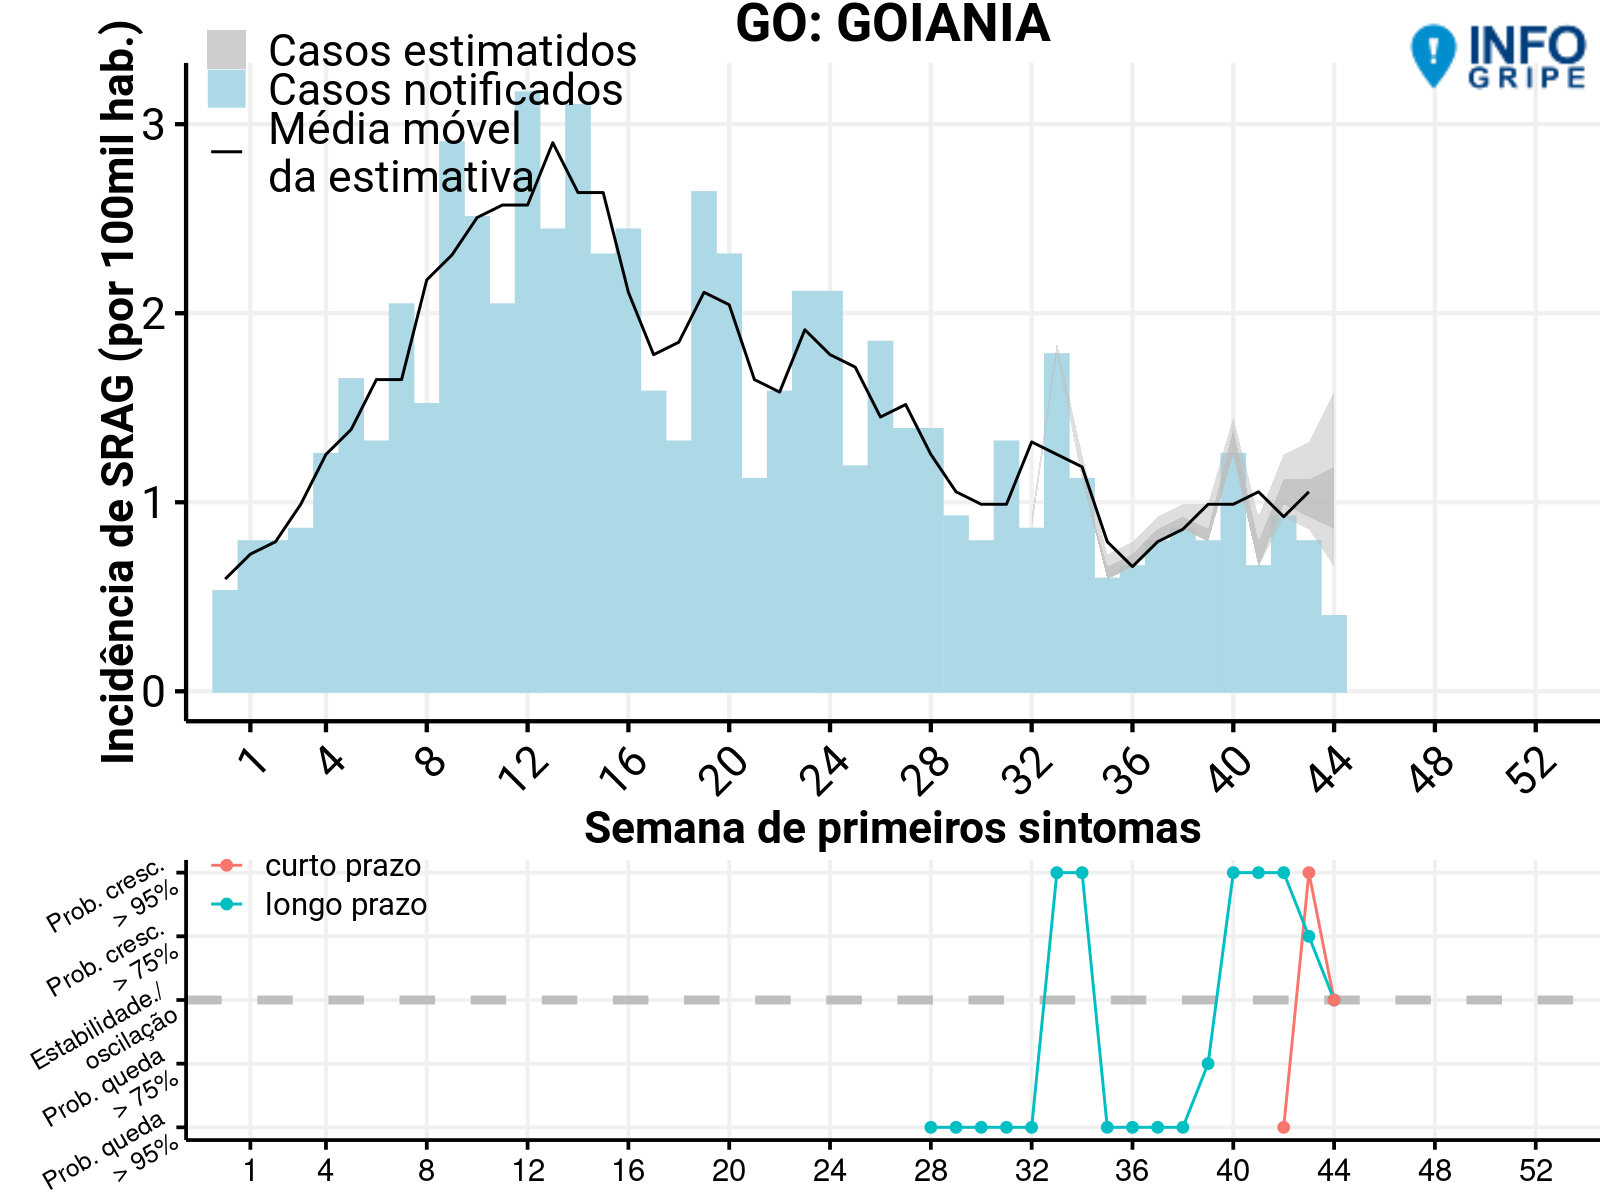 GO: GOIANIA
INFO
GRIPE
Casos estimatidos
Casos notificados
Média móvel
da estimativa
Incidência de SRAG (por 100mil hab.)
3
2
1
0
1 4 8 12 16 20 24 28 32 36 40 44 48 52
Semana de primeiros sintomas
curto prazo
longo prazo
Prob. cresc.
> 95%
Prob. cresc.
> 75%
Estabilidade./
oscilação
Prob. queda
> 75%
Prob. queda
> 95%
1 4 8 12 16 20 24 28 32 36 40 44 48 52